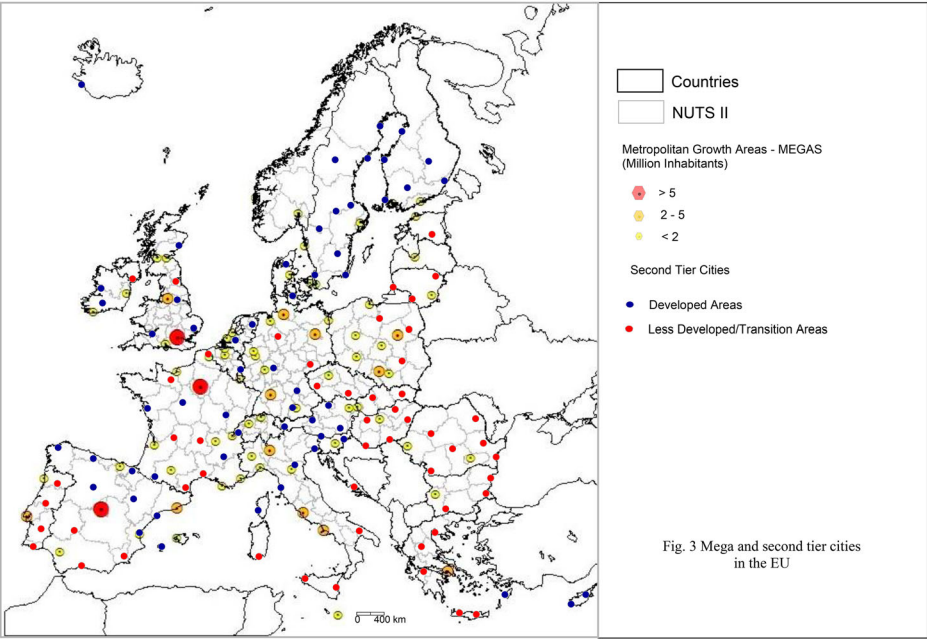 Countries
NUTS II
Metropolitan Growth Areas - MEGAS
(Million Inhabitants)
> 5
2 - 5
< 2
Second Tier Cities
Developed Areas
Less Developed/Transition Areas
Fig. 3 Mega and second tier cities
in the EU
0 400 km